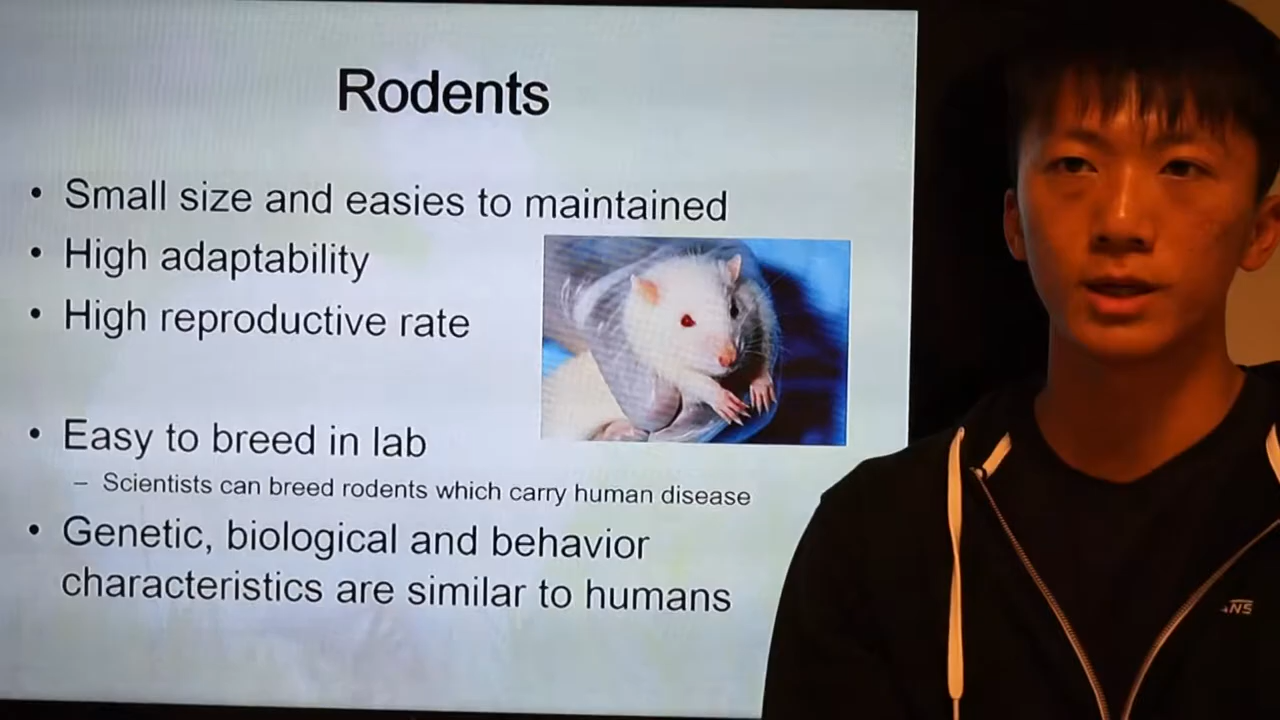 Rodents
• Small size and easies to maintained
• High adaptability
• High reproductive rate
• Easy to breed in lab
– Scientists can breed rodents which carry human disease
• Genetic, biological and behavior
characteristics are similar to humans